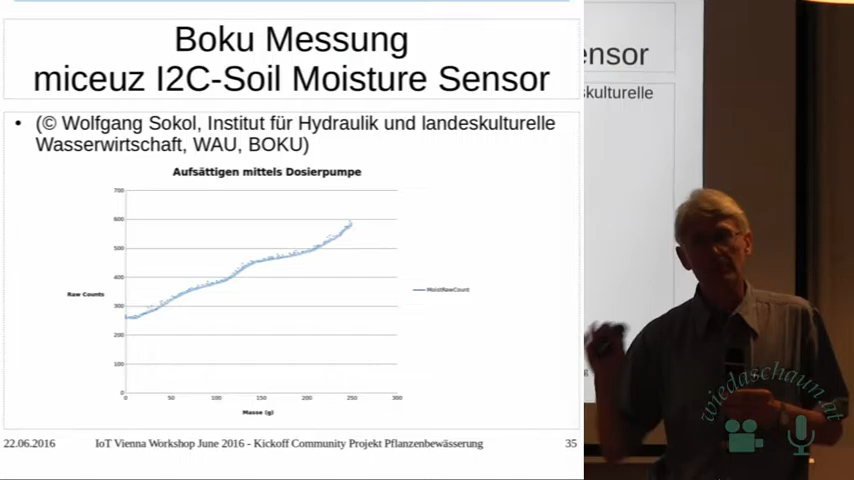 Boku Messung
miceuz I2C-Soil Moisture Sensor
• (© Wolfgang Sokol, Institut für Hydraulik und landeskulturelle
Wasserwirtschaft, WAU, BOKU)
Aufsättigen mittels Dosierpumpe
700
600
500
400
300
200
100
0
Raw Counts
0 50 100 150 200 250 300
Masse (g)
MoistRawCount
22.06.2016 IoT Vienna Workshop June 2016 - Kickoff Community Projekt Pflanzenbewässerung 35
ensor
skulturelle
wiedaschaun.at